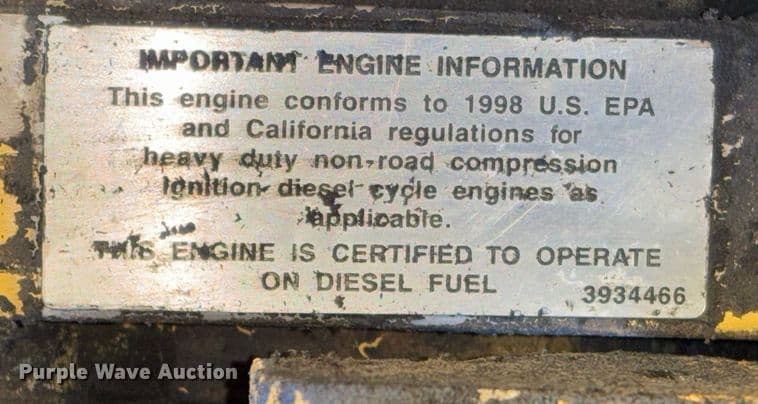 IMPORTANT ENGINE INFORMATION
This engine conforms to 1998 U.S. EPA
and California regulations for
heavy duty non-road compression
ignition diesel cycle engines as
applicable.
THIS ENGINE IS CERTIFIED TO OPERATE
ON DIESEL FUEL
3934466
Purple Wave Auction